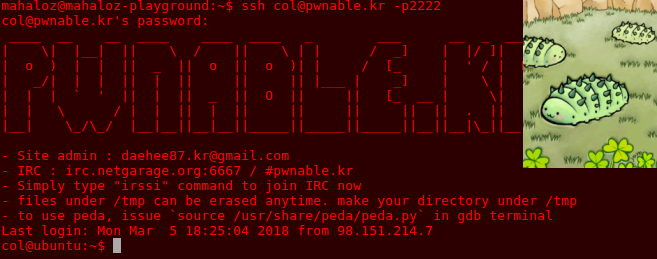 mahaloz@mahaloz-playground:~$ ssh col@pwnable.kr -p2222
col@pwnable.kr's password:
PWNABLE.K
- Site admin : daehee87.kr@gmail.com
- IRC : irc.netgarage.org:6667 / #pwnable.kr
- Simply type "irssi" command to join IRC now
- files under /tmp can be erased anytime. make your directory under /tmp
- to use peda, issue `source /usr/share/peda/peda.py` in gdb terminal
Last login: Mon Mar  5 18:25:04 2018 from 98.151.214.7
col@ubuntu:~$